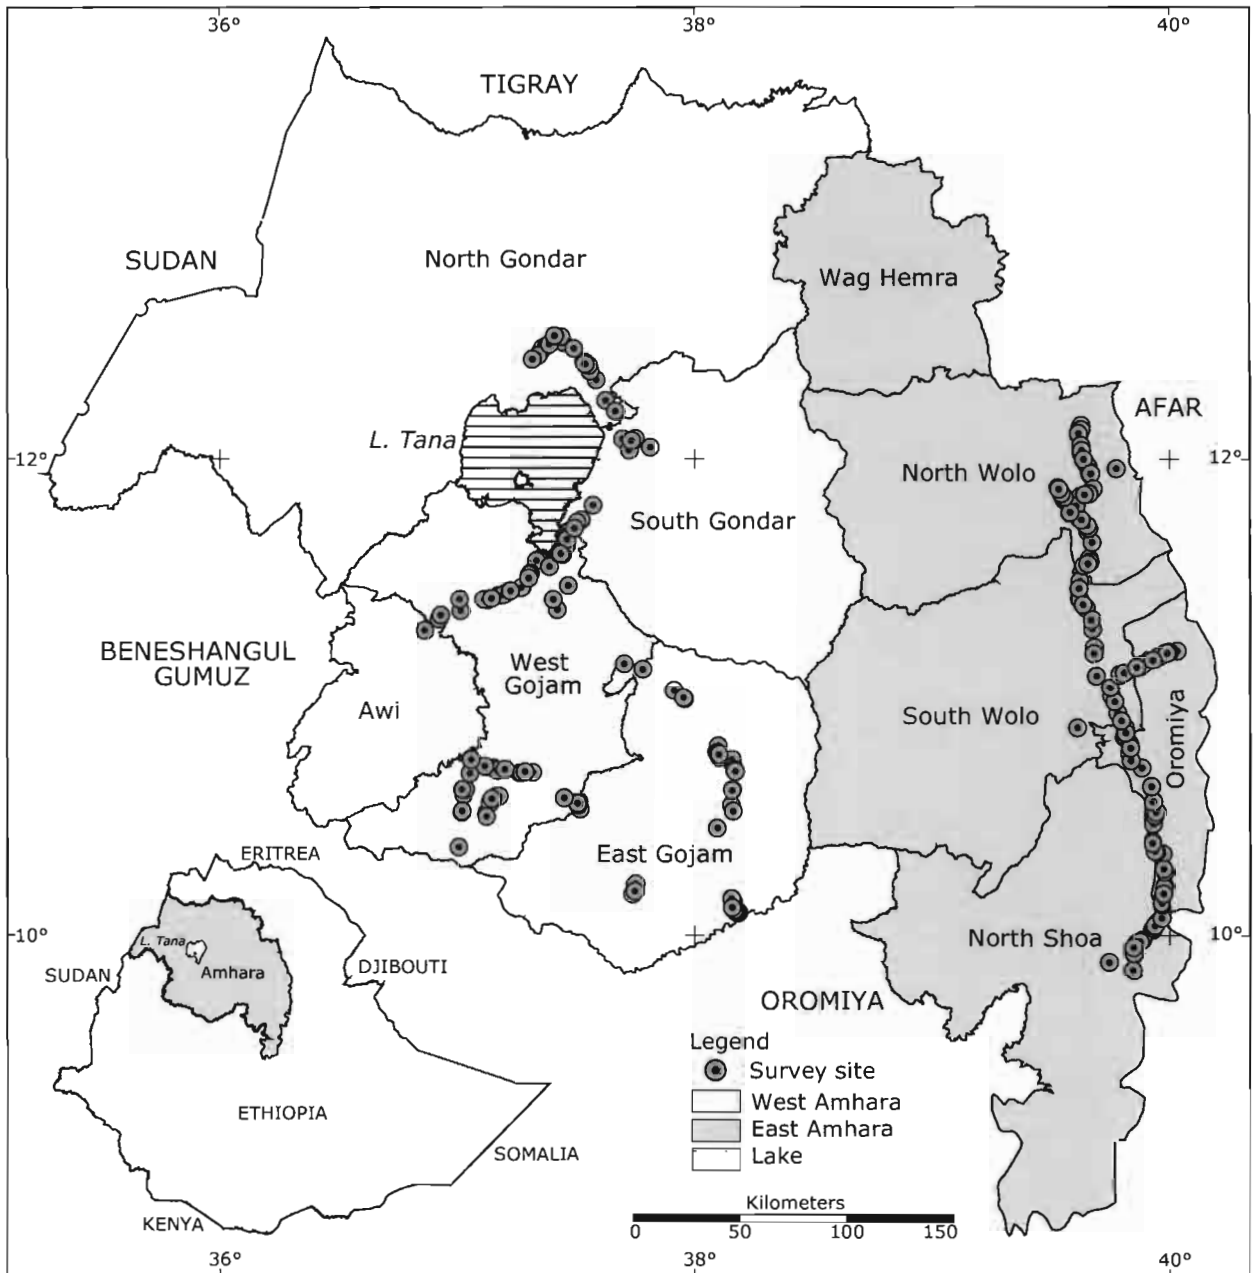 36°
38°
40°
TIGRAY
SUDAN
North Gondar
Wag Hemra
AFAR
L. Tana
12°
12°
North Wolo
South Gondar
BENESHANGUL
GUMUZ
West
Gojam
Awi
South Wolo
Oromiya
East Gojam
ERITREA
10°
10°
L. Tana
North Shoa
SUDAN
Amhara
DJIBOUTI
OROMIYA
Legend
Survey site
West Amhara
East Amhara
Lake
ETHIOPIA
SOMALIA
KENYA
Kilometers
0 50 100 150
36°
38°
40°